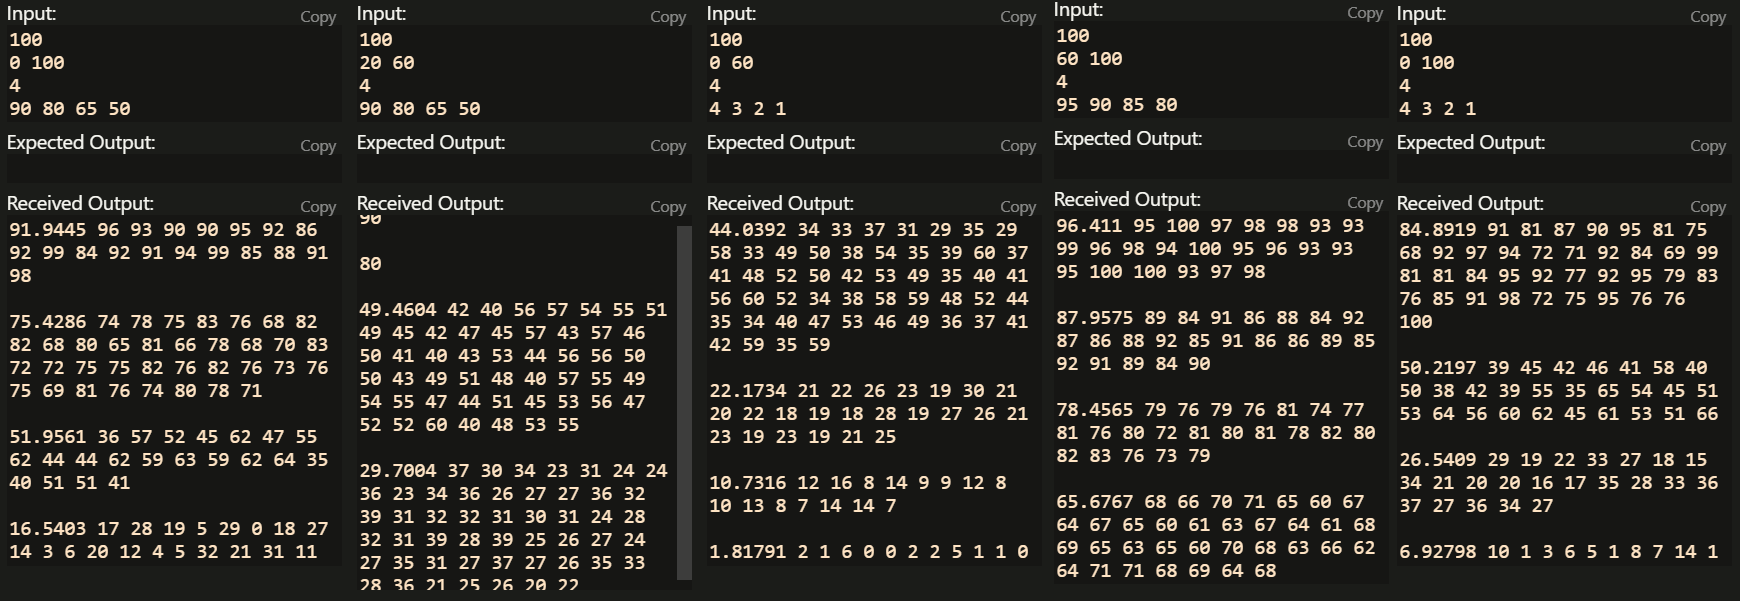 Input:
Copy
100
0 100
4
90 80 65 50
Expected Output:
Copy
Received Output:
Copy
91.9445 96 93 90 90 95 92 86
92 99 84 92 91 94 99 85 88 91
98
75.4286 74 78 75 83 76 68 82
82 68 80 65 81 66 78 68 70 83
72 72 75 75 82 76 82 76 73 76
75 69 81 76 74 80 78 71
51.9561 36 57 52 45 62 47 55
62 44 44 62 59 63 59 62 64 35
40 51 51 41
16.5403 17 28 19 5 29 0 18 27
14 3 6 20 12 4 5 32 21 31 11
Input:
Copy
100
20 60
4
90 80 65 50
Expected Output:
Copy
Received Output:
Copy
90
80
49.4604 42 40 56 57 54 55 51
49 45 42 47 45 57 43 57 46
50 41 40 43 53 44 56 56 50
50 43 49 51 48 40 57 55 49
54 55 47 44 51 45 53 56 47
52 52 60 40 48 53 55
29.7004 37 30 34 23 31 24 24
36 23 34 36 26 27 27 36 32
39 31 32 32 31 30 31 24 28
32 31 39 28 39 25 26 27 24
27 35 31 27 37 27 26 35 33
28 36 21 25 26 20 22
Input:
Copy
100
0 60
4
4 3 2 1
Expected Output:
Copy
Received Output:
Copy
44.0392 34 33 37 31 29 35 29
58 33 49 50 38 54 35 39 60 37
41 48 52 50 42 53 49 35 40 41
56 60 52 34 38 58 59 48 52 44
35 34 40 47 53 46 49 36 37 41
42 59 35 59
22.1734 21 22 26 23 19 30 21
20 22 18 19 18 28 19 27 26 21
23 19 23 19 21 25
10.7316 12 16 8 14 9 9 12 8
10 13 8 7 14 14 7
1.81791 2 1 6 0 0 2 2 5 1 1 0
Input:
Copy
100
60 100
4
95 90 85 80
Expected Output:
Copy
Received Output:
Copy
96.411 95 100 97 98 98 93 93
99 96 98 94 100 95 96 93 93
95 100 100 93 97 98
87.9575 89 84 91 86 88 84 92
87 86 88 92 85 91 86 86 89 85
92 91 89 84 90
78.4565 79 76 79 76 81 74 77
81 76 80 72 81 80 81 78 82 80
82 83 76 73 79
65.6767 68 66 70 71 65 60 67
64 67 65 60 61 63 67 64 61 68
69 65 63 65 60 70 68 63 66 62
64 71 71 68 69 64 68
Input:
Copy
100
0 100
4
4 3 2 1
Expected Output:
Copy
Received Output:
Copy
84.8919 91 81 87 90 95 81 75
68 92 97 94 72 71 92 84 69 99
81 81 84 95 92 77 92 95 79 83
76 85 91 98 72 75 95 76 76
100
50.2197 39 45 42 46 41 58 40
50 38 42 39 55 35 65 54 45 51
53 64 56 60 62 45 61 53 51 66
26.5409 29 19 22 33 27 18 15
34 21 20 20 16 17 35 28 33 36
37 27 36 34 27
6.92798 10 1 3 6 5 1 8 7 14 1